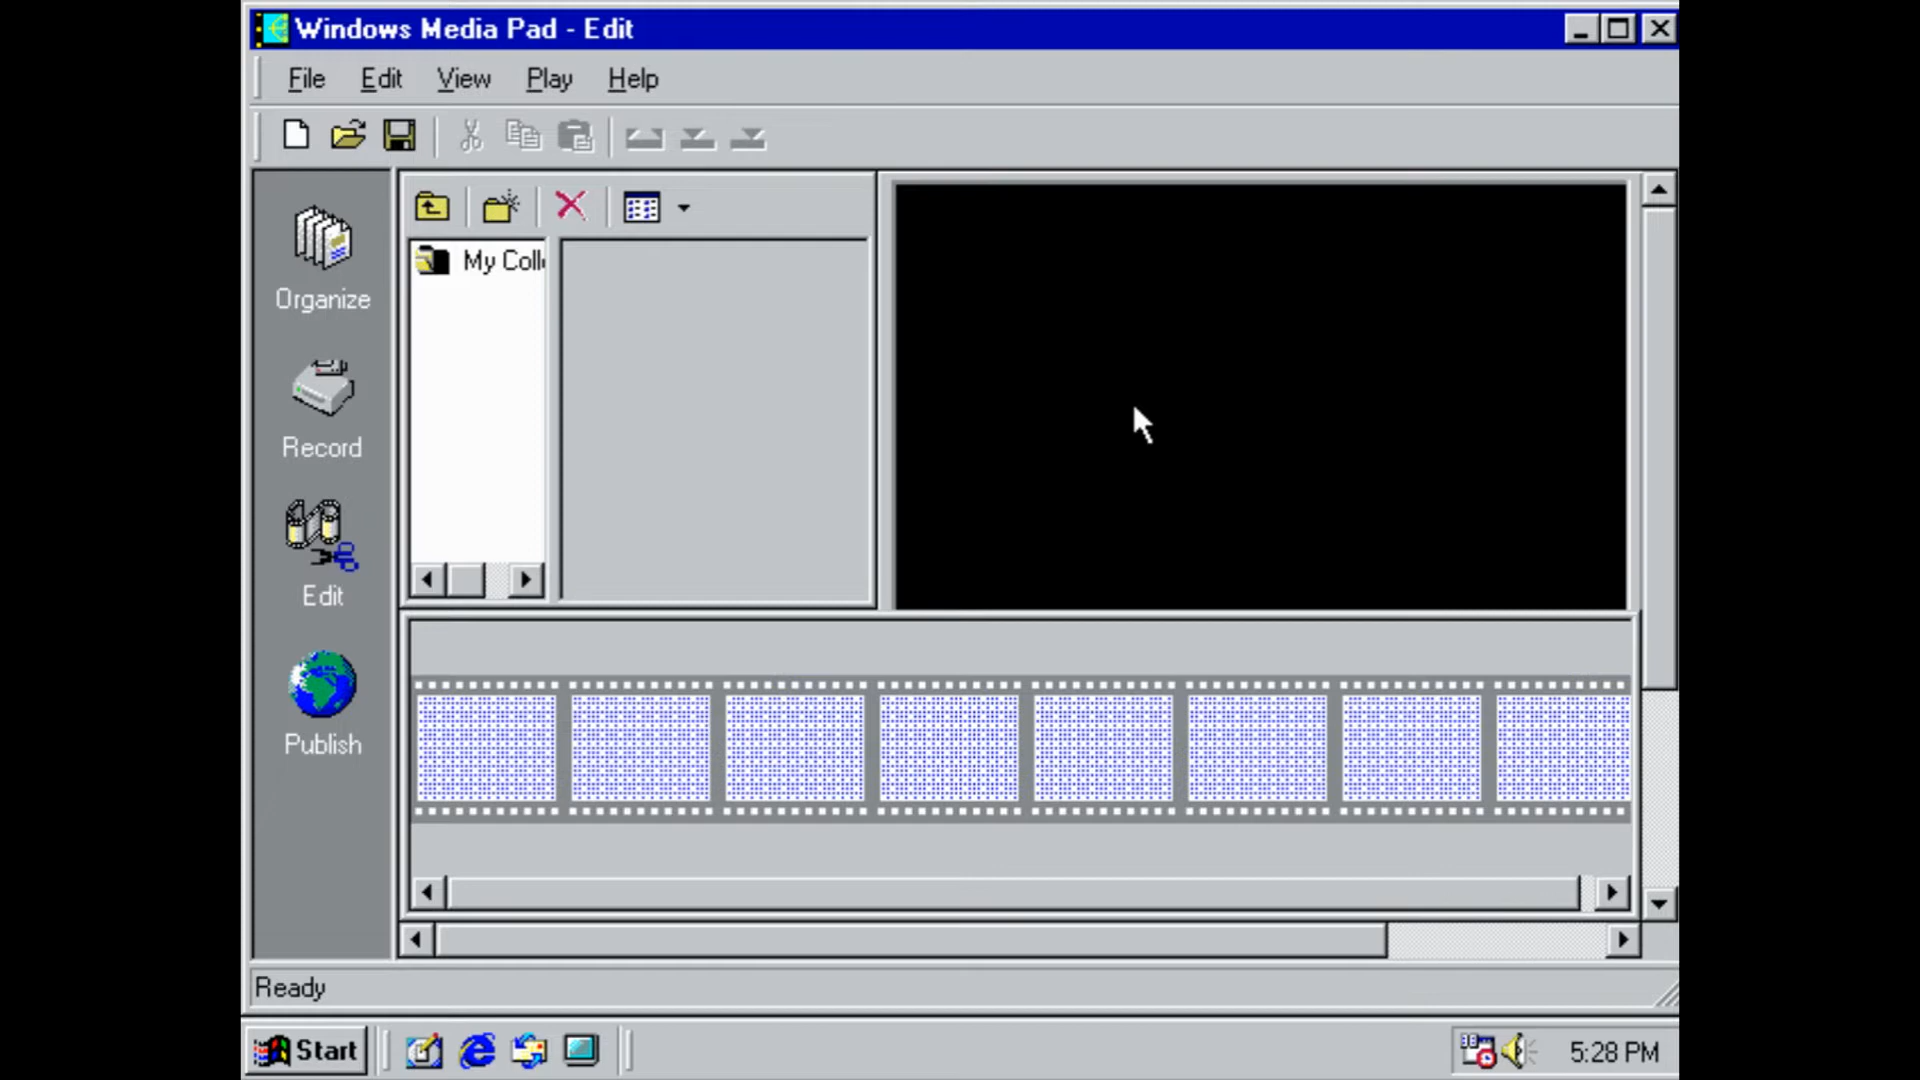 Windows Media Pad - Edit
File Edit View Play Help
My Coll
Organize
Record
Edit
Publish
Ready
Start
5:28 PM